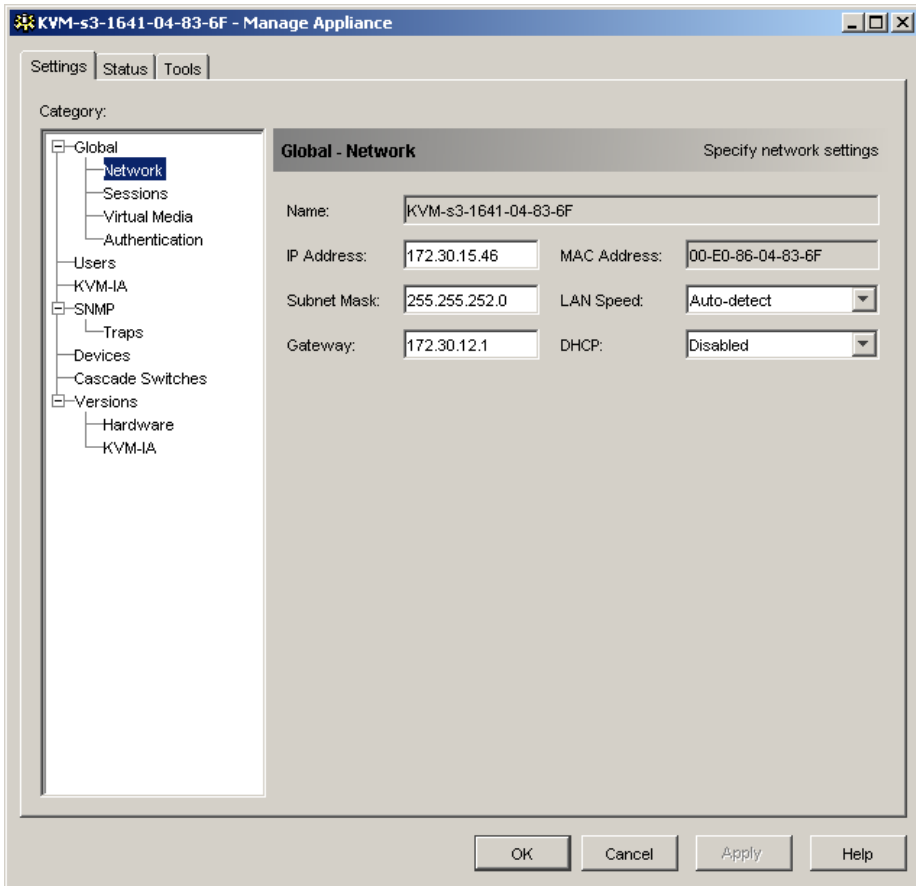 KVM-s3-1641-04-83-6F - Manage Appliance
Settings Status Tools
Category:
Global
Network
Sessions
Virtual Media
Authentication
Users
KVM-IA
SNMP
Traps
Devices
Cascade Switches
Versions
Hardware
KVM-IA
Global - Network Specify network settings
Name: KVM-s3-1641-04-83-6F
IP Address: 172.30.15.46 MAC Address: 00-E0-86-04-83-6F
Subnet Mask: 255.255.252.0 LAN Speed: Auto-detect
Gateway: 172.30.12.1 DHCP: Disabled
OK Cancel Apply Help